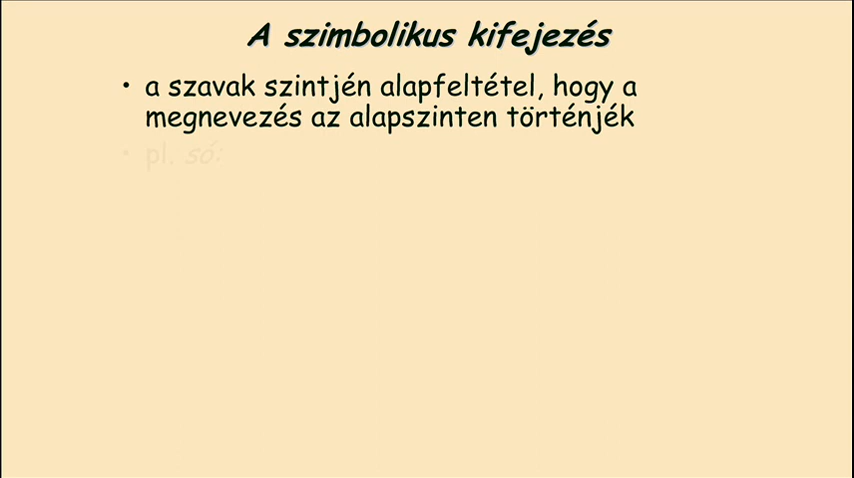 A szimbolikus kifejezés
• a szavak szintjén alapfeltétel, hogy a
megnevezés az alapszinten történjék
• pl. só: